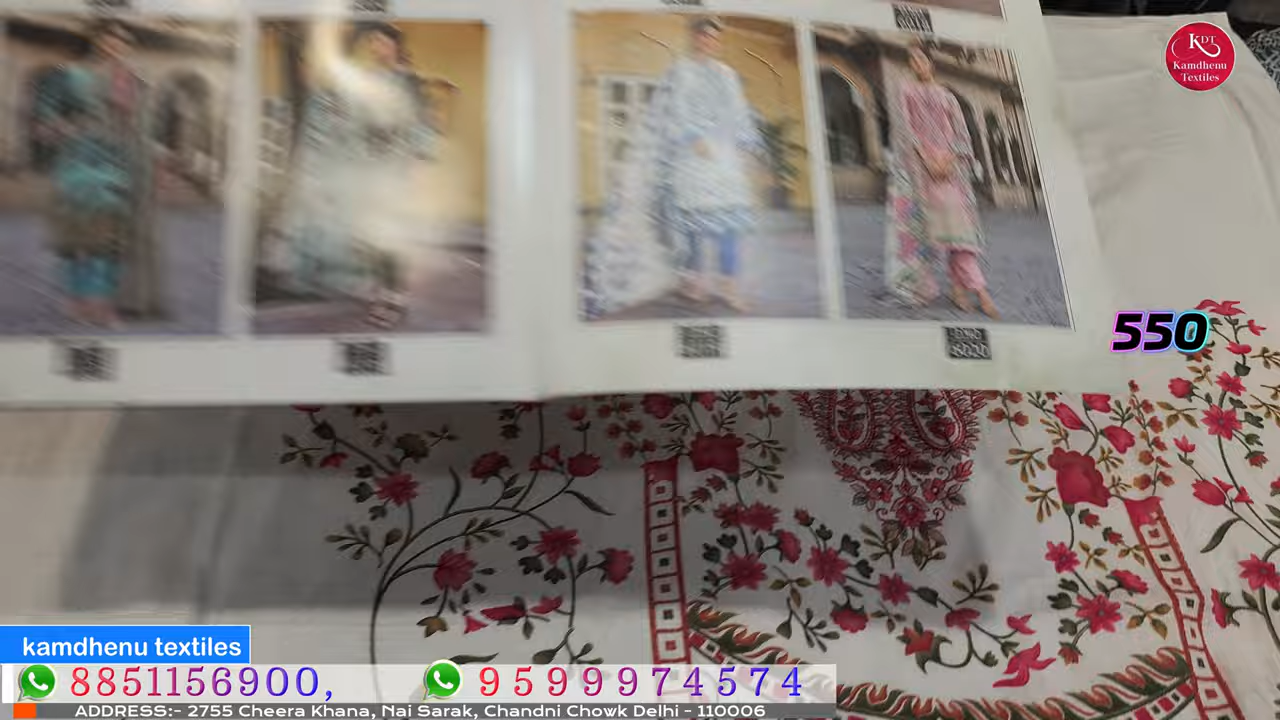 KDT
Kamdhenu
Textiles
550
kamdhenu textiles
8851156900, 9599974574
ADDRESS:- 2755 Cheera Khana, Nai Sarak, Chandni Chowk Delhi - 110006